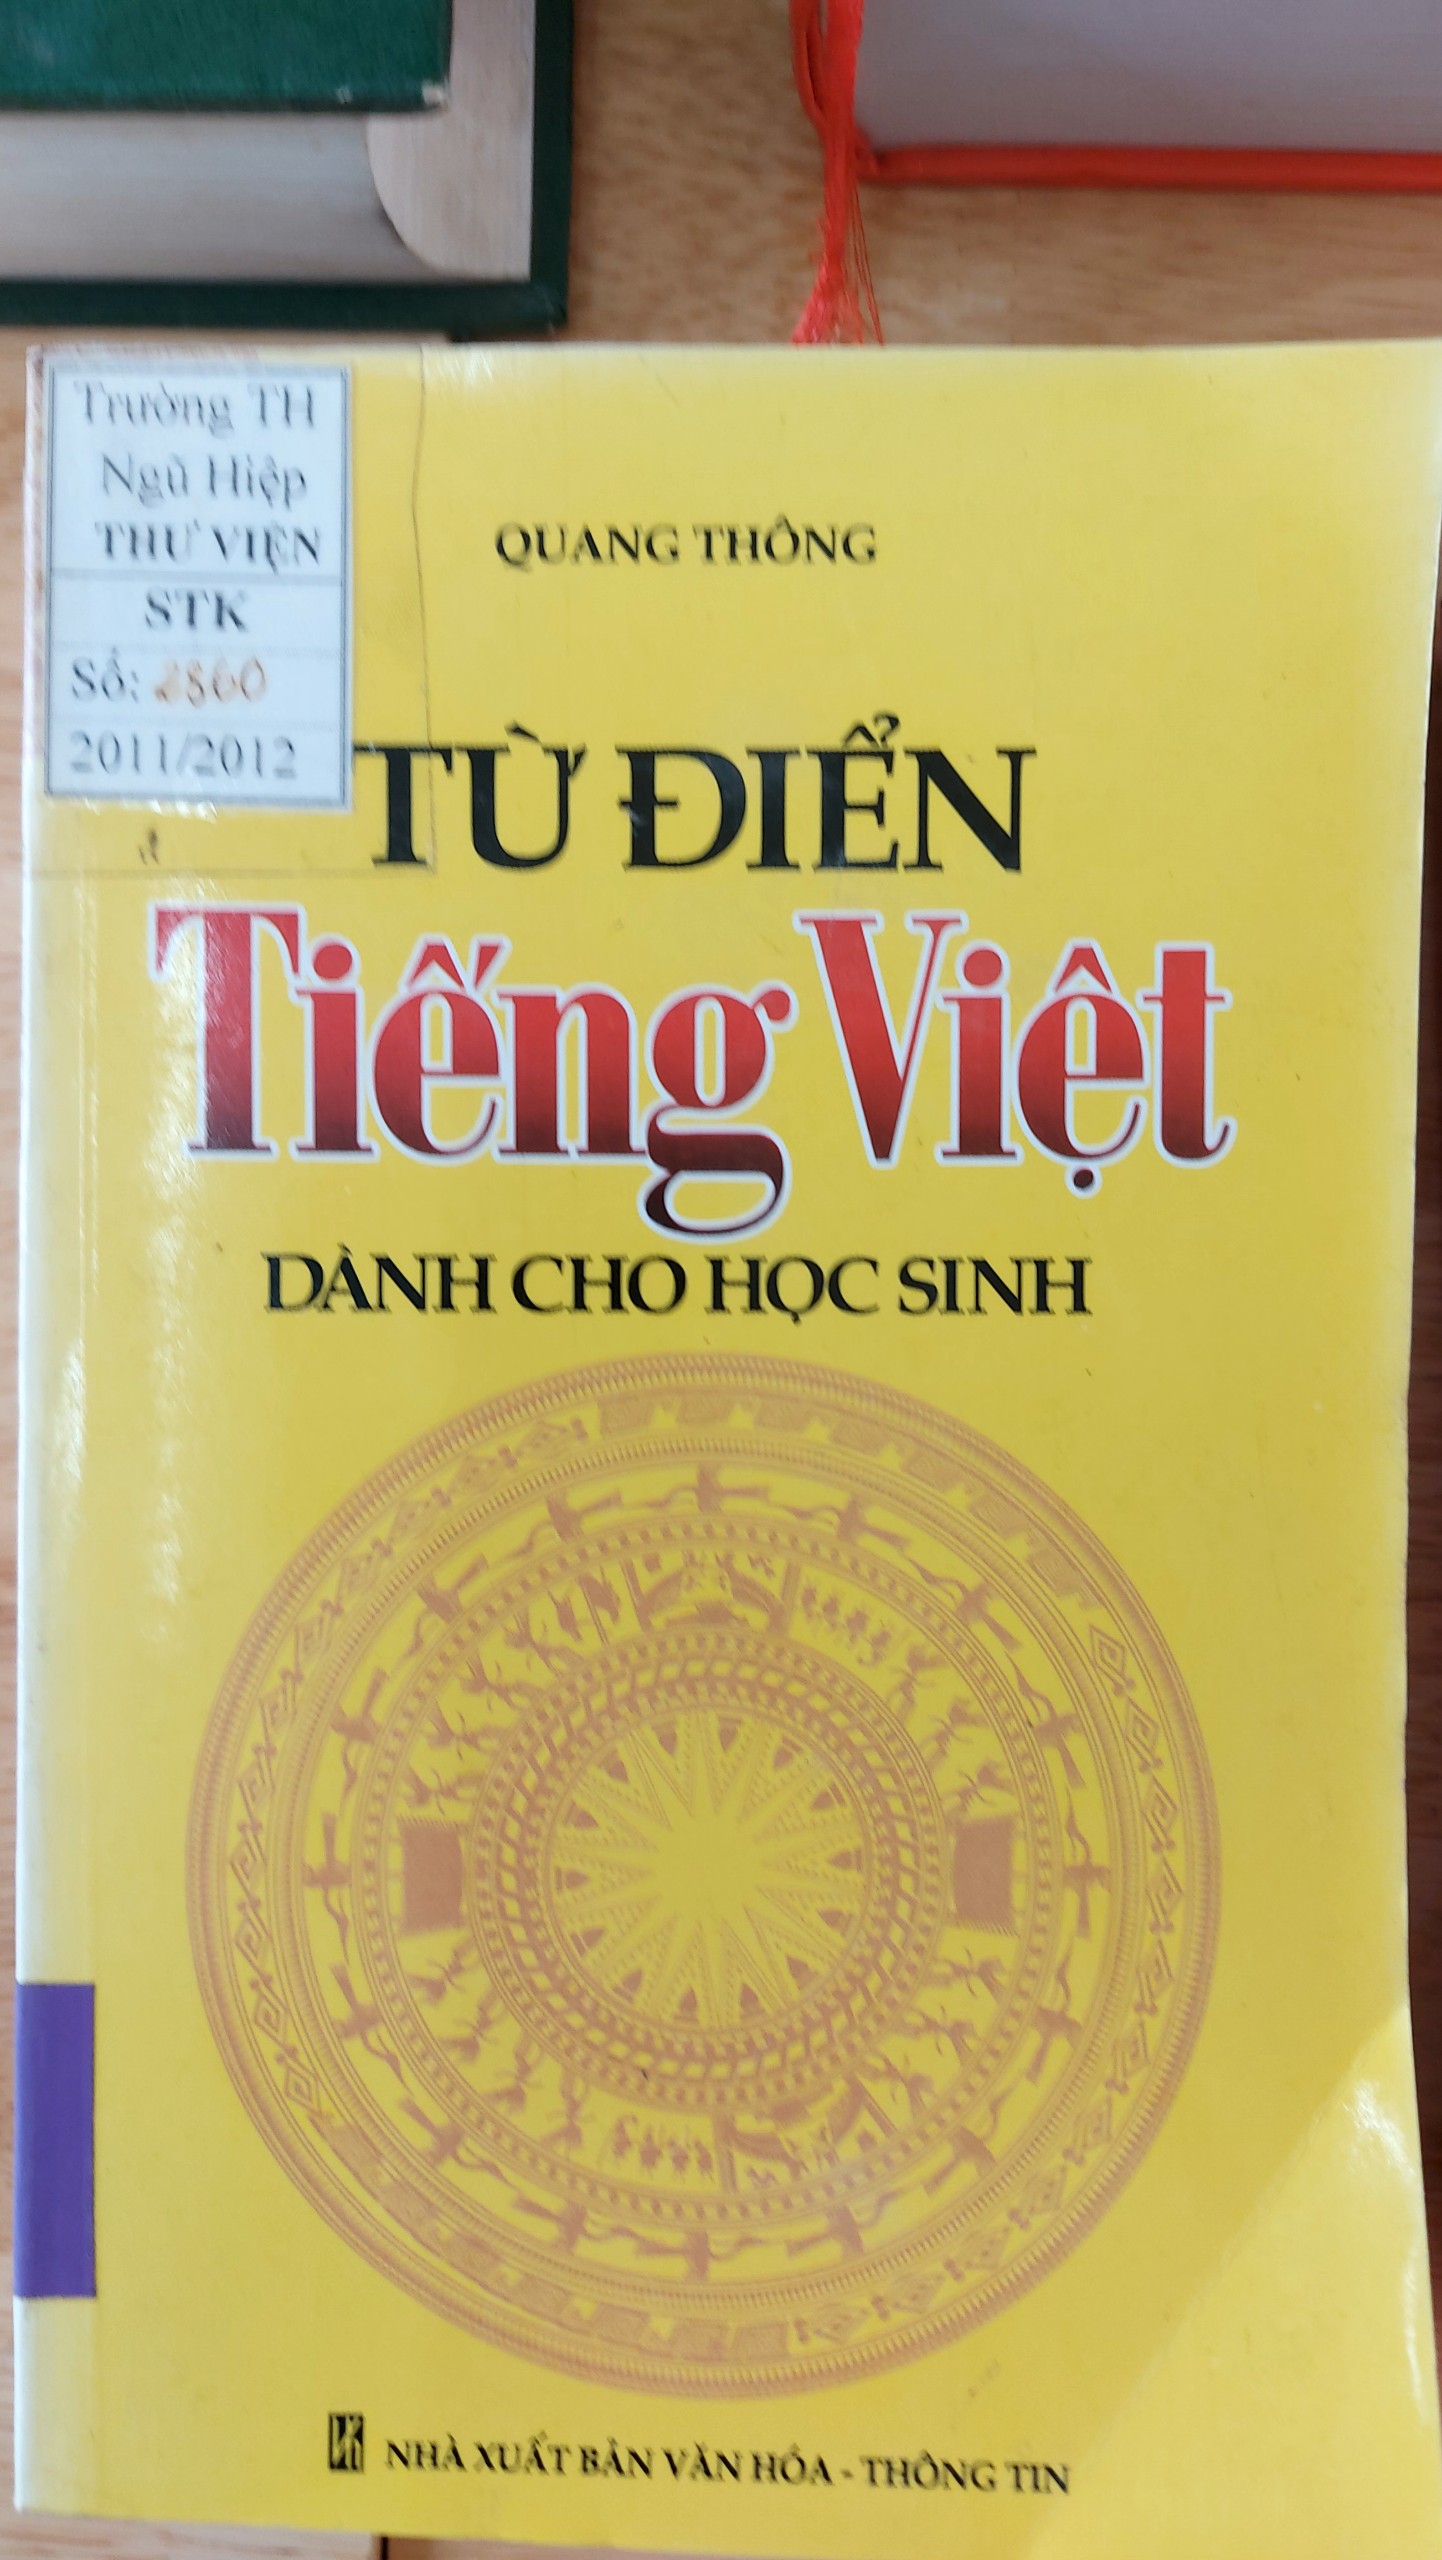 Trường TH
Ngũ Hiệp
THƯ VIỆN
STK
Số: 2560
2011/2012
QUANG THÔNG
TỪ ĐIỂN
Tiếng Việt
DÀNH CHO HỌC SINH
NHÀ XUẤT BẢN VĂN HÓA - THÔNG TIN